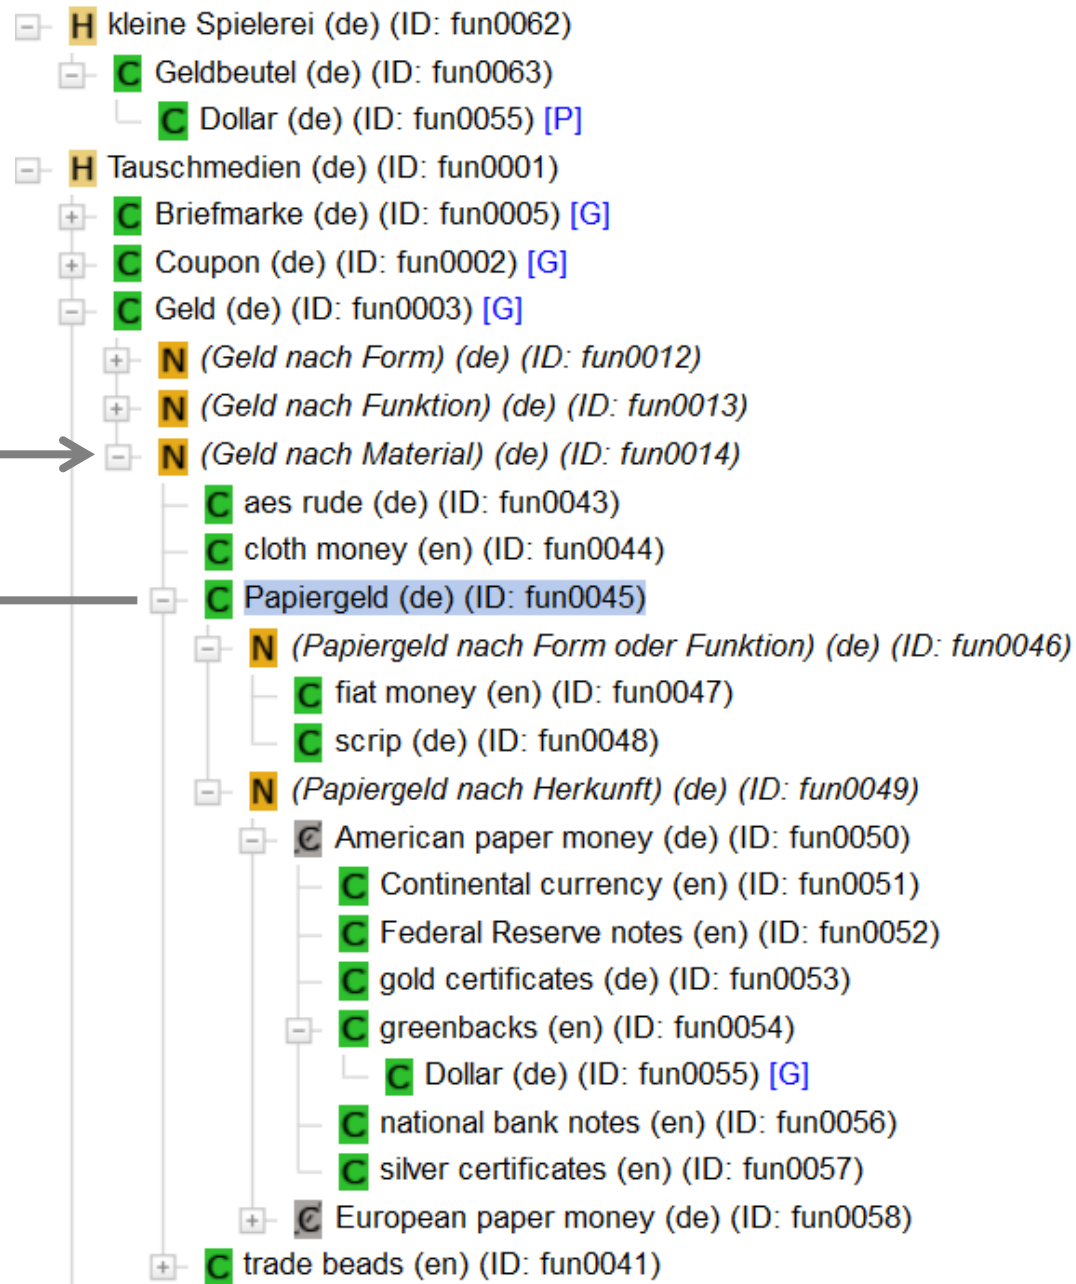 H kleine Spielerei (de) (ID: fun0062)
C Geldbeutel (de) (ID: fun0063)
C Dollar (de) (ID: fun0055) [P]
H Tauschmedien (de) (ID: fun0001)
C Briefmarke (de) (ID: fun0005) [G]
C Coupon (de) (ID: fun0002) [G]
C Geld (de) (ID: fun0003) [G]
N (Geld nach Form) (de) (ID: fun0012)
N (Geld nach Funktion) (de) (ID: fun0013)
N (Geld nach Material) (de) (ID: fun0014)
C aes rude (de) (ID: fun0043)
C cloth money (en) (ID: fun0044)
C Papiergeld (de) (ID: fun0045)
N (Papiergeld nach Form oder Funktion) (de) (ID: fun0046)
C fiat money (en) (ID: fun0047)
C scrip (de) (ID: fun0048)
N (Papiergeld nach Herkunft) (de) (ID: fun0049)
C American paper money (de) (ID: fun0050)
C Continental currency (en) (ID: fun0051)
C Federal Reserve notes (en) (ID: fun0052)
C gold certificates (de) (ID: fun0053)
C greenbacks (en) (ID: fun0054)
C Dollar (de) (ID: fun0055) [G]
C national bank notes (en) (ID: fun0056)
C silver certificates (en) (ID: fun0057)
C European paper money (de) (ID: fun0058)
C trade beads (en) (ID: fun0041)